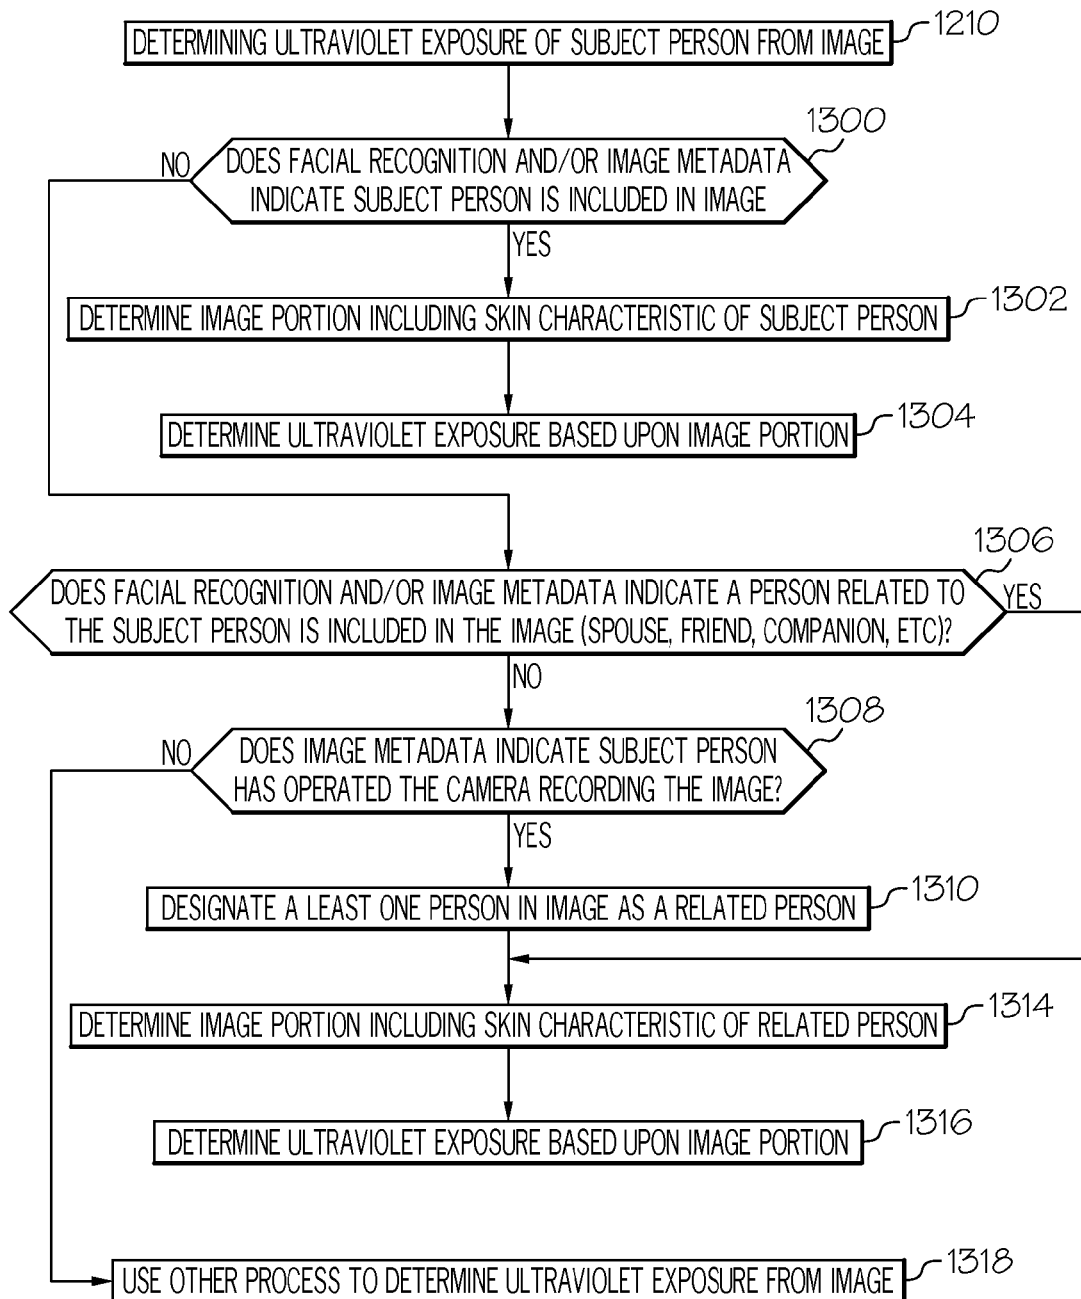 DETERMINING ULTRAVIOLET EXPOSURE OF SUBJECT PERSON FROM IMAGE
1210
1300
NO
DOES FACIAL RECOGNITION AND/OR IMAGE METADATA
INDICATE SUBJECT PERSON IS INCLUDED IN IMAGE
YES
DETERMINE IMAGE PORTION INCLUDING SKIN CHARACTERISTIC OF SUBJECT PERSON
1302
DETERMINE ULTRAVIOLET EXPOSURE BASED UPON IMAGE PORTION
1304
1306
DOES FACIAL RECOGNITION AND/OR IMAGE METADATA INDICATE A PERSON RELATED TO
THE SUBJECT PERSON IS INCLUDED IN THE IMAGE (SPOUSE, FRIEND, COMPANION, ETC)?
YES
NO
1308
NO
DOES IMAGE METADATA INDICATE SUBJECT PERSON
HAS OPERATED THE CAMERA RECORDING THE IMAGE?
YES
DESIGNATE A LEAST ONE PERSON IN IMAGE AS A RELATED PERSON
1310
DETERMINE IMAGE PORTION INCLUDING SKIN CHARACTERISTIC OF RELATED PERSON
1314
DETERMINE ULTRAVIOLET EXPOSURE BASED UPON IMAGE PORTION
1316
USE OTHER PROCESS TO DETERMINE ULTRAVIOLET EXPOSURE FROM IMAGE
1318